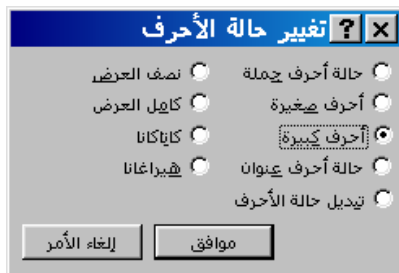 تغيير حالة الأحرف
حالة أحرف جملة
نصف العرض
أحرف صغيرة
كامل العرض
أحرف كبيرة
كاتاكانا
حالة أحرف عنوان
هيراغانا
تبديل حالة الأحرف
موافق
إلغاء الأمر